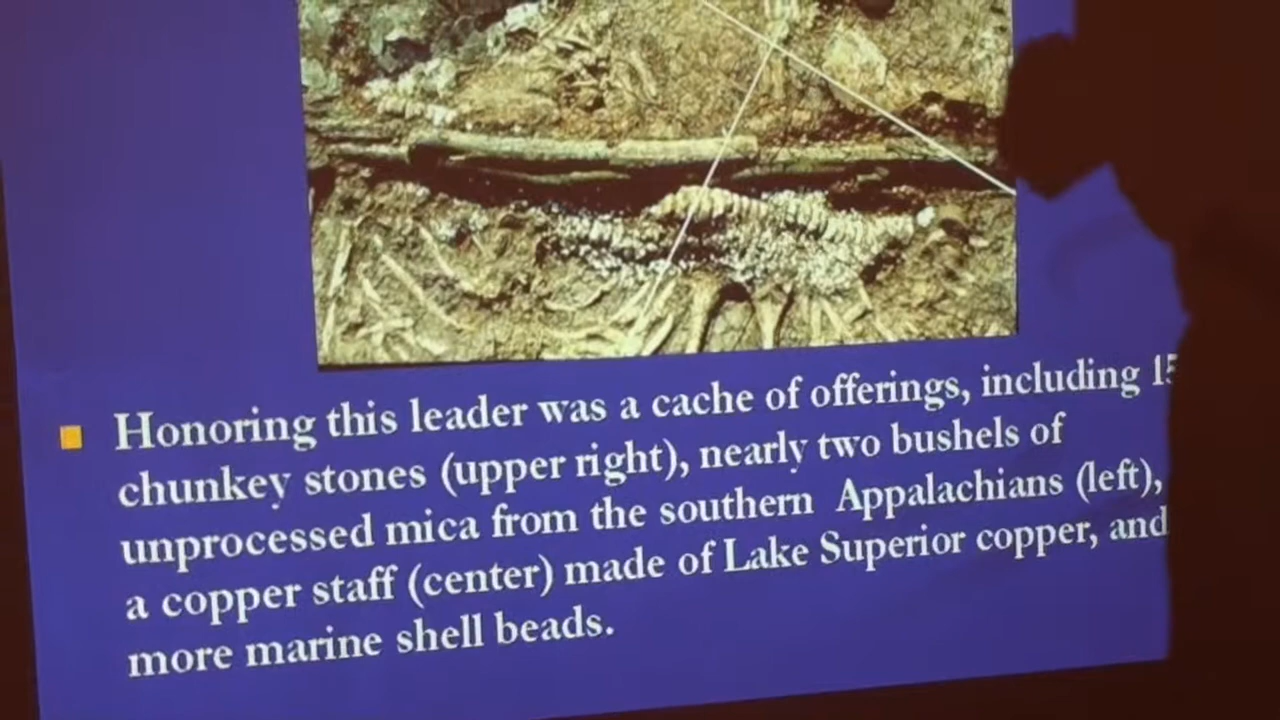 Honoring this leader was a cache of offerings, including 15
chunkey stones (upper right), nearly two bushels of
unprocessed mica from the southern Appalachians (left),
a copper staff (center) made of Lake Superior copper, and
more marine shell beads.